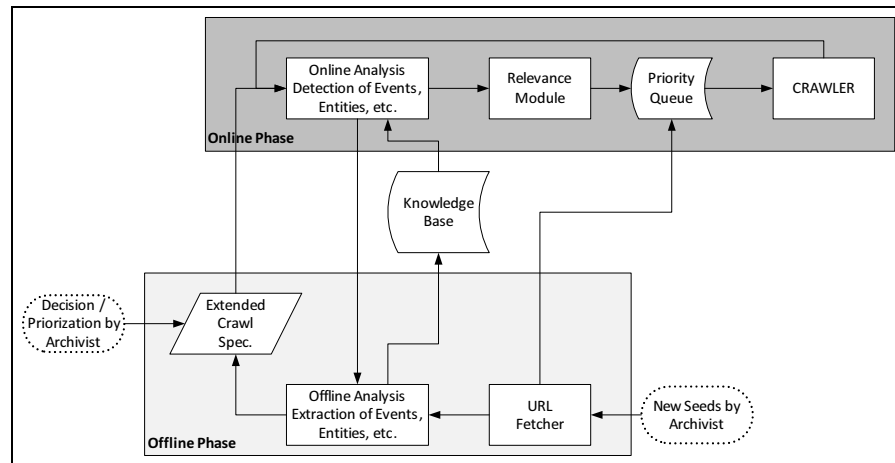 Online Analysis
Detection of Events,
Entities, etc.
Relevance
Module
Priority
Queue
CRAWLER
Online Phase
Knowledge
Base
Decision /
Priorization by
Archivist
Extended
Crawl
Spec.
Offline Analysis
Extraction of Events,
Entities, etc.
URL
Fetcher
New Seeds by
Archivist
Offline Phase